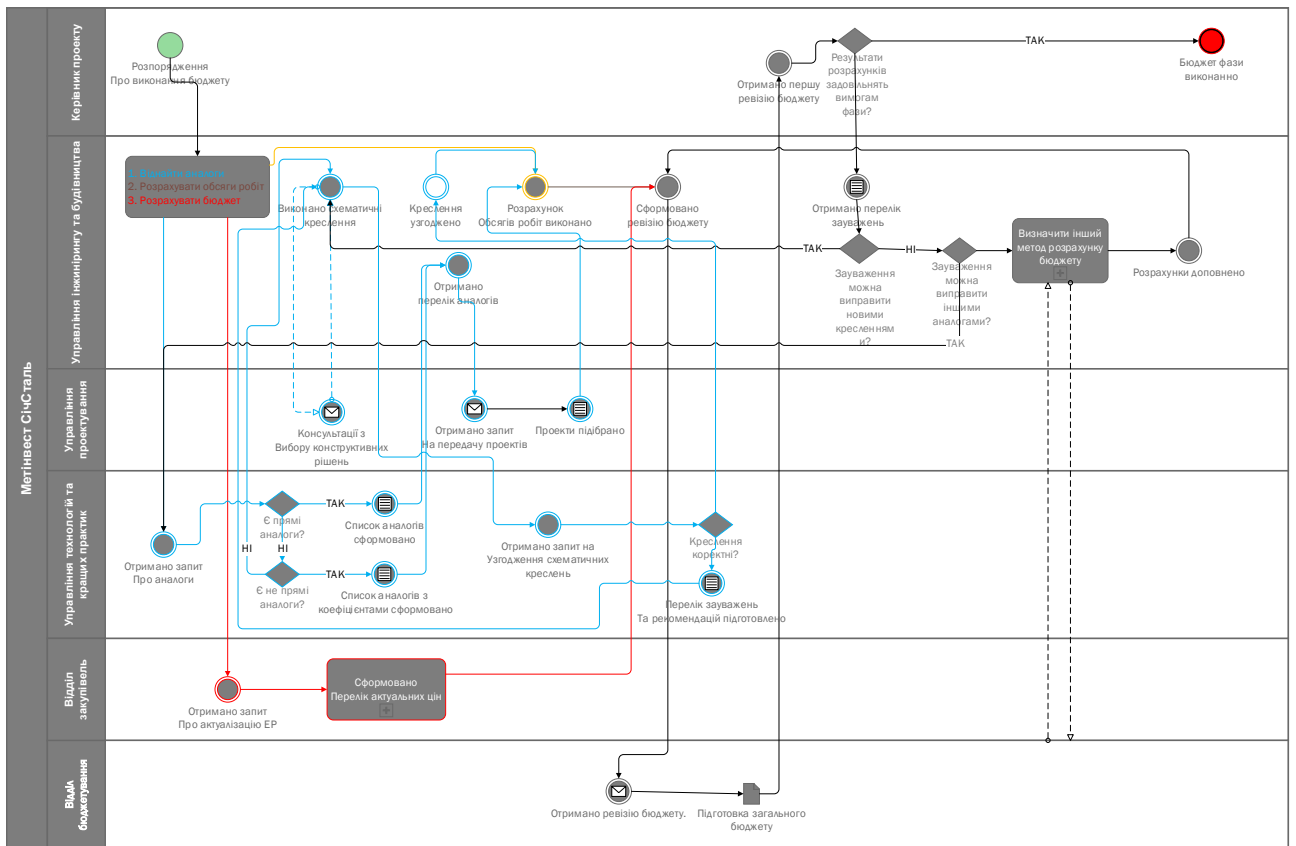 Метінвест СічСталь
Керівник проекту
Розпорядження
Про виконання бюджету
Отримано першу
ревізію бюджету
Результати
розрахунків
задовільнять
вимогам
фази?
ТАК
Бюджет фази
виконанно
Управління інжинірингу та будівництва
2. Розрахувати обсяги робіт
3. Розрахувати бюджет
Виконано схематичні
креслення
Креслення
узгоджено
Розрахунок
Обсягів робіт виконано
Сформовано
ревізію бюджету
Отримано перелік
зауважень
ТАК
НІ
Зауваження
можна
виправити
новими
кресленням
и?
Зауваження
можна
виправити
іншими
аналогами?
ТАК
Визначити інший
метод розрахунку
бюджету
Розрахунки доповнено
Отримано
перелік аналогів
Управління
проектування
Консультації з
Вибору конструктивних
рішень
Отримано запит
На передачу проектів
Проекти підібрано
Управління технологій та
кращих практик
Отримано запит
Про аналоги
Є прямі
аналоги?
ТАК
НІ
НІ
Список аналогів
сформовано
Є не прямі
аналоги?
ТАК
Список аналогів з
коефіцієнтами сформовано
Отримано запит на
Узгодження схематичних
креслень
Креслення
коректні?
Перелік зауважень
Та рекомендацій підготовлено
Відділ
закупівель
Отримано запит
Про актуалізацію ЕР
Сформовано
Перелік актуальних цін
Відділ
бюджетування
Отримано ревізію бюджету.
Підготовка загального
бюджету